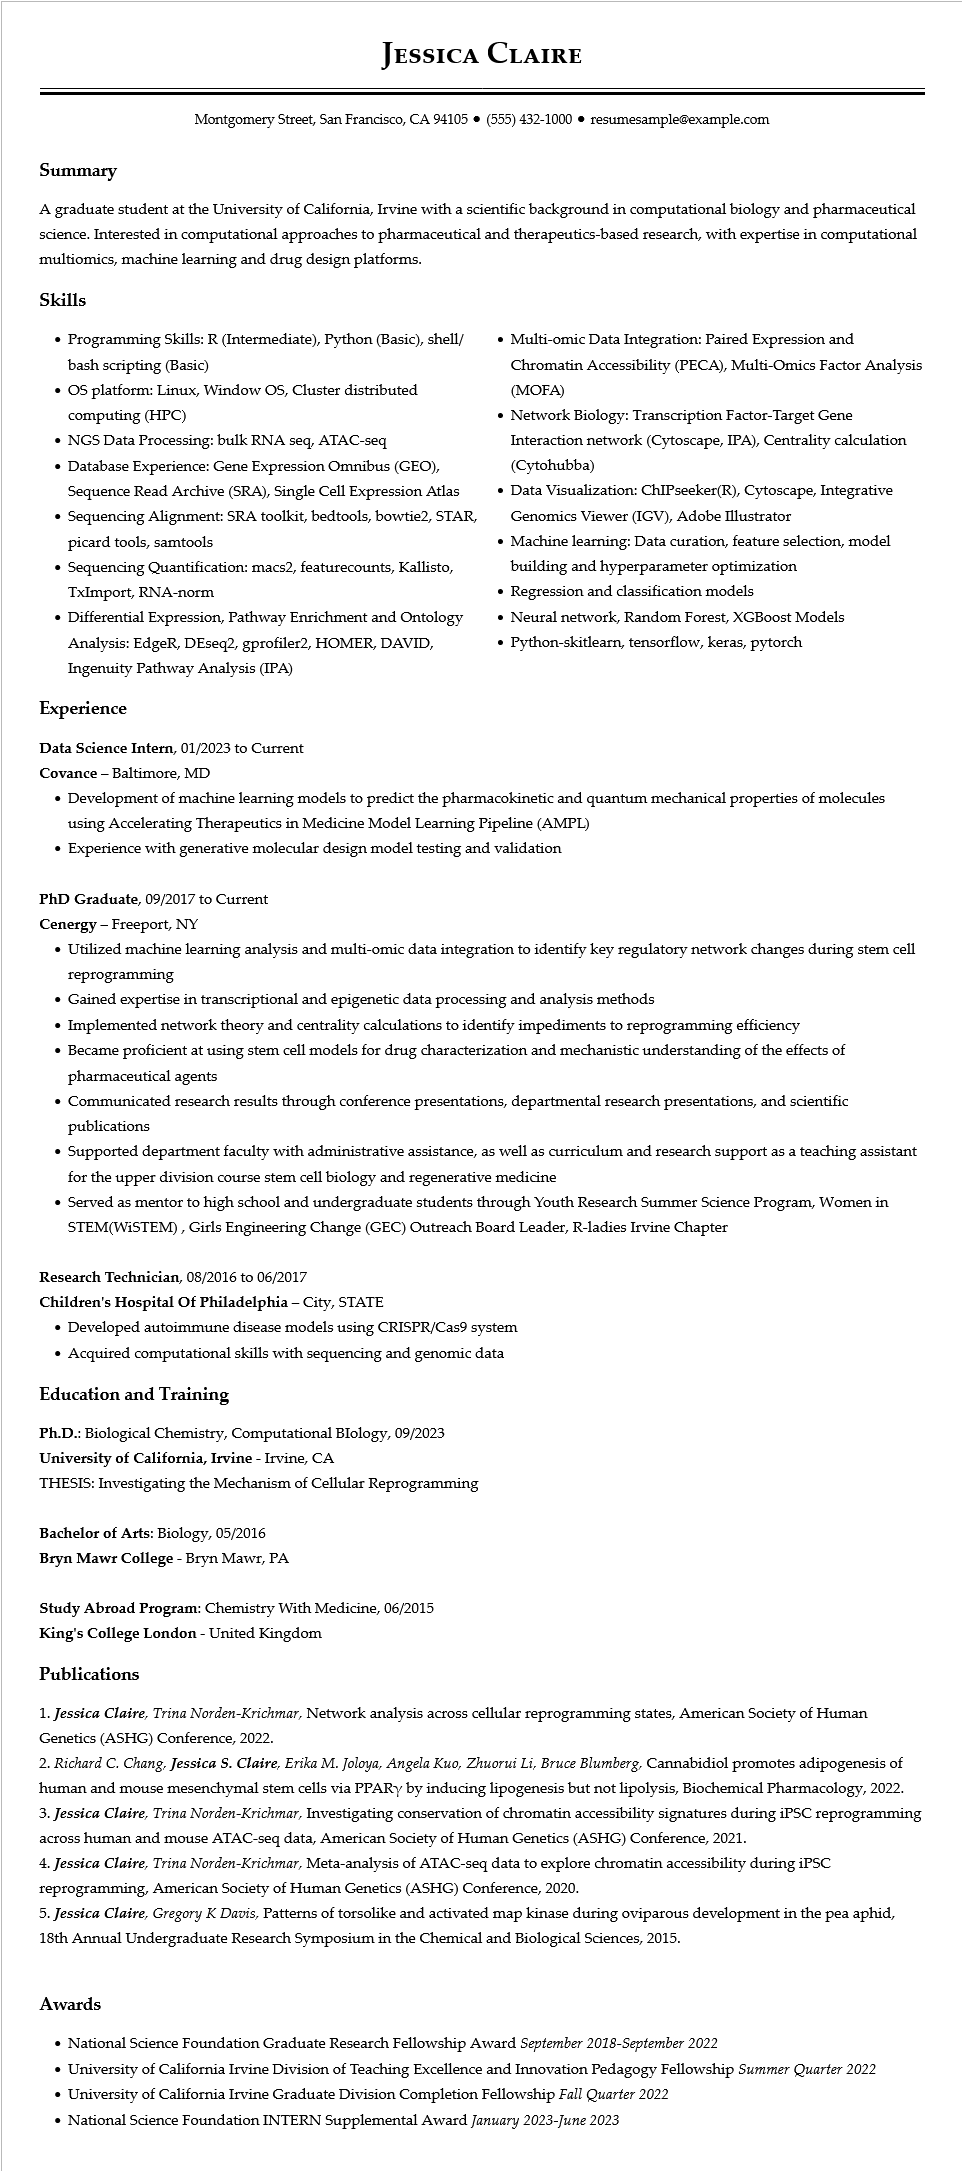 Jessica Claire
Montgomery Street, San Francisco, CA 94105 ● (555) 432-1000 ● resumesample@example.com
Summary
A graduate student at the University of California, Irvine with a scientific background in computational biology and pharmaceutical
science. Interested in computational approaches to pharmaceutical and therapeutics-based research, with expertise in computational
multiomics, machine learning and drug design platforms.
Skills
• Programming Skills: R (Intermediate), Python (Basic), shell/
bash scripting (Basic)
• OS platform: Linux, Window OS, Cluster distributed
computing (HPC)
• NGS Data Processing: bulk RNA seq, ATAC-seq
• Database Experience: Gene Expression Omnibus (GEO),
Sequence Read Archive (SRA), Single Cell Expression Atlas
• Sequencing Alignment: SRA toolkit, bedtools, bowtie2, STAR,
picard tools, samtools
• Sequencing Quantification: macs2, featurecounts, Kallisto,
TxImport, RNA-norm
• Differential Expression, Pathway Enrichment and Ontology
Analysis: EdgeR, DEseq2, gprofiler2, HOMER, DAVID,
Ingenuity Pathway Analysis (IPA)
• Multi-omic Data Integration: Paired Expression and
Chromatin Accessibility (PECA), Multi-Omics Factor Analysis
(MOFA)
• Network Biology: Transcription Factor-Target Gene
Interaction network (Cytoscape, IPA), Centrality calculation
(Cytohubba)
• Data Visualization: ChIPseeker(R), Cytoscape, Integrative
Genomics Viewer (IGV), Adobe Illustrator
• Machine learning: Data curation, feature selection, model
building and hyperparameter optimization
• Regression and classification models
• Neural network, Random Forest, XGBoost Models
• Python-skitlearn, tensorflow, keras, pytorch
Experience
Data Science Intern, 01/2023 to Current
Covance – Baltimore, MD
• Development of machine learning models to predict the pharmacokinetic and quantum mechanical properties of molecules
using Accelerating Therapeutics in Medicine Model Learning Pipeline (AMPL)
• Experience with generative molecular design model testing and validation
PhD Graduate, 09/2017 to Current
Cenergy – Freeport, NY
• Utilized machine learning analysis and multi-omic data integration to identify key regulatory network changes during stem cell
reprogramming
• Gained expertise in transcriptional and epigenetic data processing and analysis methods
• Implemented network theory and centrality calculations to identify impediments to reprogramming efficiency
• Became proficient at using stem cell models for drug characterization and mechanistic understanding of the effects of
pharmaceutical agents
• Communicated research results through conference presentations, departmental research presentations, and scientific
publications
• Supported department faculty with administrative assistance, as well as curriculum and research support as a teaching assistant
for the upper division course stem cell biology and regenerative medicine
• Served as mentor to high school and undergraduate students through Youth Research Summer Science Program, Women in
STEM(WiSTEM) , Girls Engineering Change (GEC) Outreach Board Leader, R-ladies Irvine Chapter
Research Technician, 08/2016 to 06/2017
Children's Hospital Of Philadelphia – City, STATE
• Developed autoimmune disease models using CRISPR/Cas9 system
• Acquired computational skills with sequencing and genomic data
Education and Training
Ph.D.: Biological Chemistry, Computational BIology, 09/2023
University of California, Irvine - Irvine, CA
THESIS: Investigating the Mechanism of Cellular Reprogramming
Bachelor of Arts: Biology, 05/2016
Bryn Mawr College - Bryn Mawr, PA
Study Abroad Program: Chemistry With Medicine, 06/2015
King's College London - United Kingdom
Publications
1. Jessica Claire, Trina Norden-Krichmar, Network analysis across cellular reprogramming states, American Society of Human
Genetics (ASHG) Conference, 2022.
2. Richard C. Chang, Jessica S. Claire, Erika M. Joloya, Angela Kuo, Zhuorui Li, Bruce Blumberg, Cannabidiol promotes adipogenesis of
human and mouse mesenchymal stem cells via PPARγ by inducing lipogenesis but not lipolysis, Biochemical Pharmacology, 2022.
3. Jessica Claire, Trina Norden-Krichmar, Investigating conservation of chromatin accessibility signatures during iPSC reprogramming
across human and mouse ATAC-seq data, American Society of Human Genetics (ASHG) Conference, 2021.
4. Jessica Claire, Trina Norden-Krichmar, Meta-analysis of ATAC-seq data to explore chromatin accessibility during iPSC
reprogramming, American Society of Human Genetics (ASHG) Conference, 2020.
5. Jessica Claire, Gregory K Davis, Patterns of torsolike and activated map kinase during oviparous development in the pea aphid,
18th Annual Undergraduate Research Symposium in the Chemical and Biological Sciences, 2015.
Awards
• National Science Foundation Graduate Research Fellowship Award September 2018-September 2022
• University of California Irvine Division of Teaching Excellence and Innovation Pedagogy Fellowship Summer Quarter 2022
• University of California Irvine Graduate Division Completion Fellowship Fall Quarter 2022
• National Science Foundation INTERN Supplemental Award January 2023-June 2023